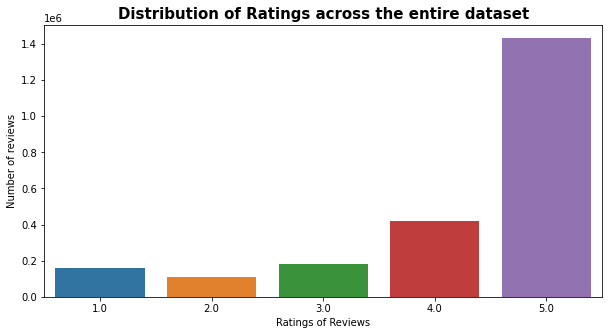 Distribution of Ratings across the entire dataset
1e6
1.4
1.2
1.0
0.8
0.6
0.4
0.2
0.0
Number of reviews
1.0 2.0 3.0 4.0 5.0
Ratings of Reviews